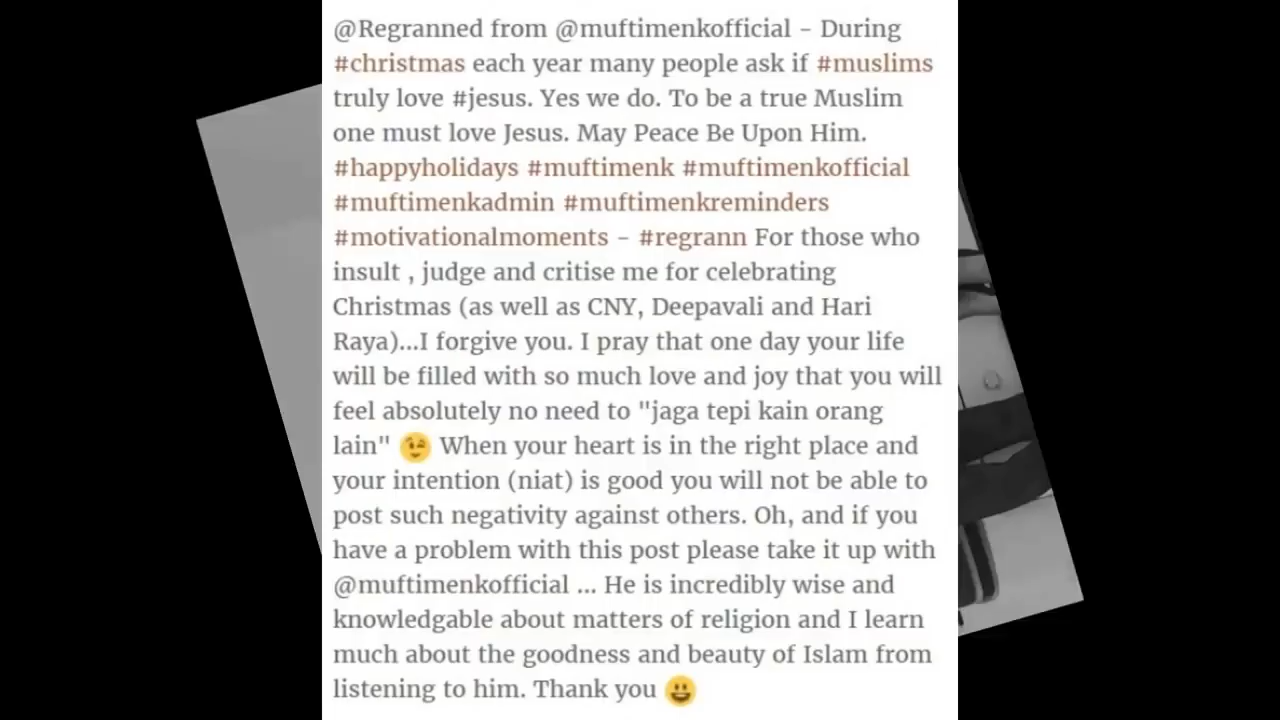 @Regranned from @muftimenkofficial - During
#christmas each year many people ask if #muslims
truly love #jesus. Yes we do. To be a true Muslim
one must love Jesus. May Peace Be Upon Him.
#happyholidays #muftimenk #muftimenkofficial
#muftimenkadmin #muftimenkreminders
#motivationalmoments - #regrann For those who
insult , judge and critise me for celebrating
Christmas (as well as CNY, Deepavali and Hari
Raya)...I forgive you. I pray that one day your life
will be filled with so much love and joy that you will
feel absolutely no need to "jaga tepi kain orang
lain" 😉 When your heart is in the right place and
your intention (niat) is good you will not be able to
post such negativity against others. Oh, and if you
have a problem with this post please take it up with
@muftimenkofficial ... He is incredibly wise and
knowledgable about matters of religion and I learn
much about the goodness and beauty of Islam from
listening to him. Thank you 😃